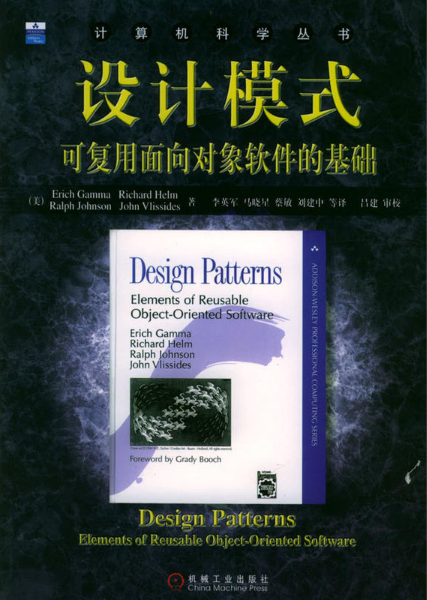 计算机科学丛书
设计模式
可复用面向对象软件的基础
(美) Erich Gamma Richard Helm
Ralph Johnson John Vlissides 著 李英军 马晓星 蔡敏 刘建中 等译 吕建 审校
Design Patterns
Elements of Reusable
Object-Oriented Software
Erich Gamma
Richard Helm
Ralph Johnson
John Vlissides
Foreword by Grady Booch
ADDISON-WESLEY PROFESSIONAL COMPUTING SERIES
Design Patterns
Elements of Reusable Object-Oriented Software
机械工业出版社
China Machine Press